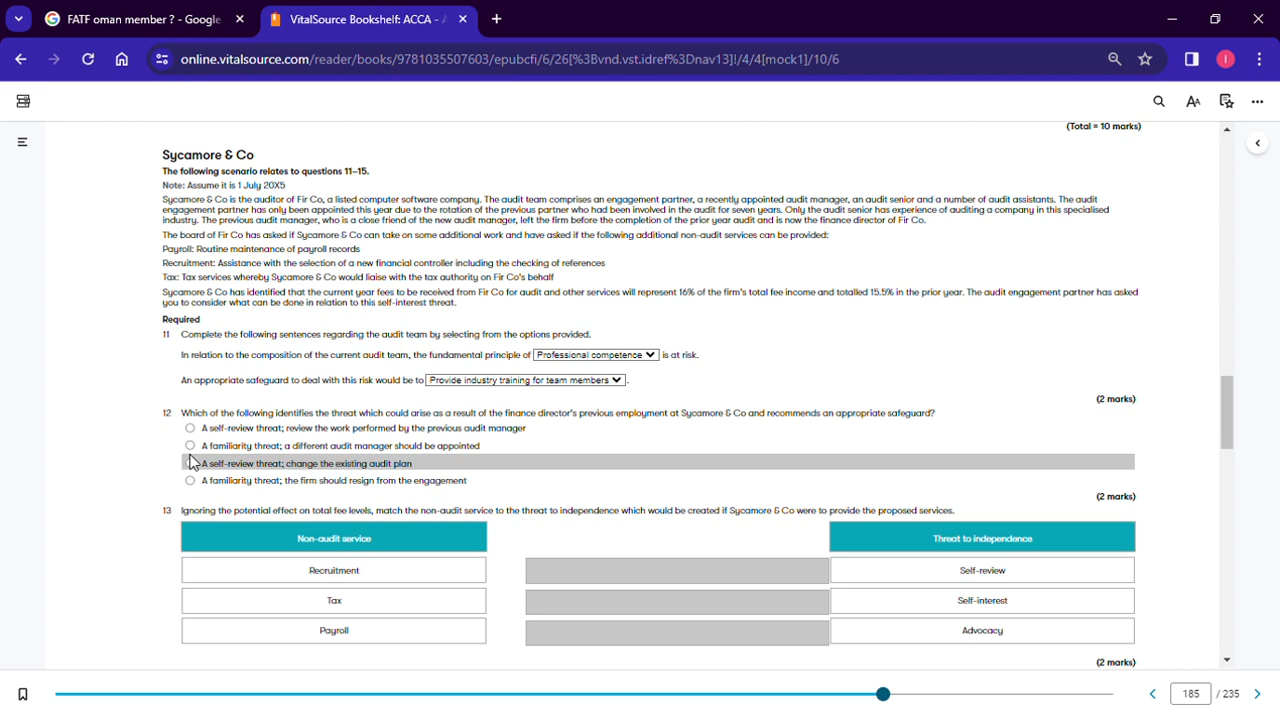 FATF oman member ? - Google
VitalSource Bookshelf: ACCA - A
online.vitalsource.com/reader/books/9781035507603/epubcfi/6/26[%3Bvnd.vst.idref%3Dnav13]!/4/4[mock1]/10/6
(Total = 10 marks)
Sycamore & Co
The following scenario relates to questions 11–15.
Note: Assume it is 1 July 20X5
Sycamore & Co is the auditor of Fir Co, a listed computer software company. The audit team comprises an engagement partner, a recently appointed audit manager, an audit senior and a number of audit assistants. The audit
engagement partner has only been appointed this year due to the rotation of the previous partner who had been involved in the audit for seven years. Only the audit senior has experience of auditing a company in this specialised
industry. The previous audit manager, who is a close friend of the new audit manager, left the firm before the completion of the prior year audit and is now the finance director of Fir Co.
The board of Fir Co has asked if Sycamore & Co can take on some additional work and have asked if the following additional non-audit services can be provided:
Payroll: Routine maintenance of payroll records
Recruitment: Assistance with the selection of a new financial controller including the checking of references
Tax: Tax services whereby Sycamore & Co would liaise with the tax authority on Fir Co's behalf
Sycamore & Co has identified that the current year fees to be received from Fir Co for audit and other services will represent 16% of the firm's total fee income and totalled 15.5% in the prior year. The audit engagement partner has asked
you to consider what can be done in relation to this self-interest threat.
Required
11 Complete the following sentences regarding the audit team by selecting from the options provided.
In relation to the composition of the current audit team, the fundamental principle of Professional competence is at risk.
An appropriate safeguard to deal with this risk would be to Provide industry training for team members .
(2 marks)
12 Which of the following identifies the threat which could arise as a result of the finance director's previous employment at Sycamore & Co and recommends an appropriate safeguard?
A self-review threat; review the work performed by the previous audit manager
A familiarity threat; a different audit manager should be appointed
A self-review threat; change the existing audit plan
A familiarity threat; the firm should resign from the engagement
(2 marks)
13 Ignoring the potential effect on total fee levels, match the non-audit service to the threat to independence which would be created if Sycamore & Co were to provide the proposed services.
Non-audit service Threat to independence
Recruitment Self-review
Tax Self-interest
Payroll Advocacy
(2 marks)
185 / 235